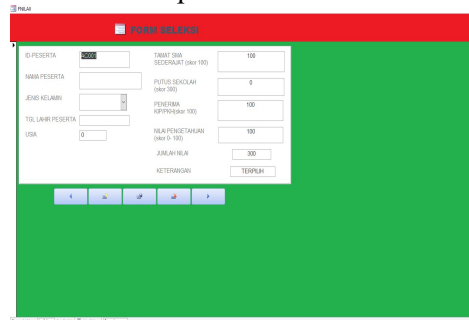 PNILAI
FORM SELEKSI
ID-PESERTA
NAMA PESERTA
JENIS KELAMIN
TGL LAHIR PESERTA
USIA 0
TAMAT SMA
SEDERAJAT (skor 100) 100
PUTUS SEKOLAH
(skor 300) 0
PENERIMA
KIP/PKH(skor 100) 100
NILAI PENGETAHUAN
(skor 0- 100) 100
JUMLAH NILAI 300
KETERANGAN TERPILIH